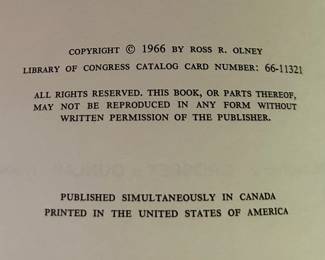 COPYRIGHT © 1966 BY ROSS R. OLNEY
LIBRARY OF CONGRESS CATALOG CARD NUMBER: 66-11321
ALL RIGHTS RESERVED. THIS BOOK, OR PARTS THEREOF,
MAY NOT BE REPRODUCED IN ANY FORM WITHOUT
WRITTEN PERMISSION OF THE PUBLISHER.
PUBLISHED SIMULTANEOUSLY IN CANADA
PRINTED IN THE UNITED STATES OF AMERICA